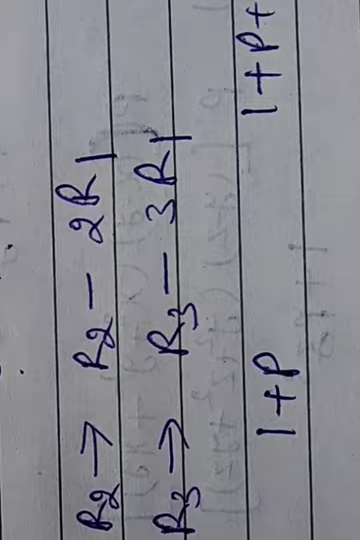 R2 → R2 - 2R1
R3 → R3 - 3R1
1+P 1+P+